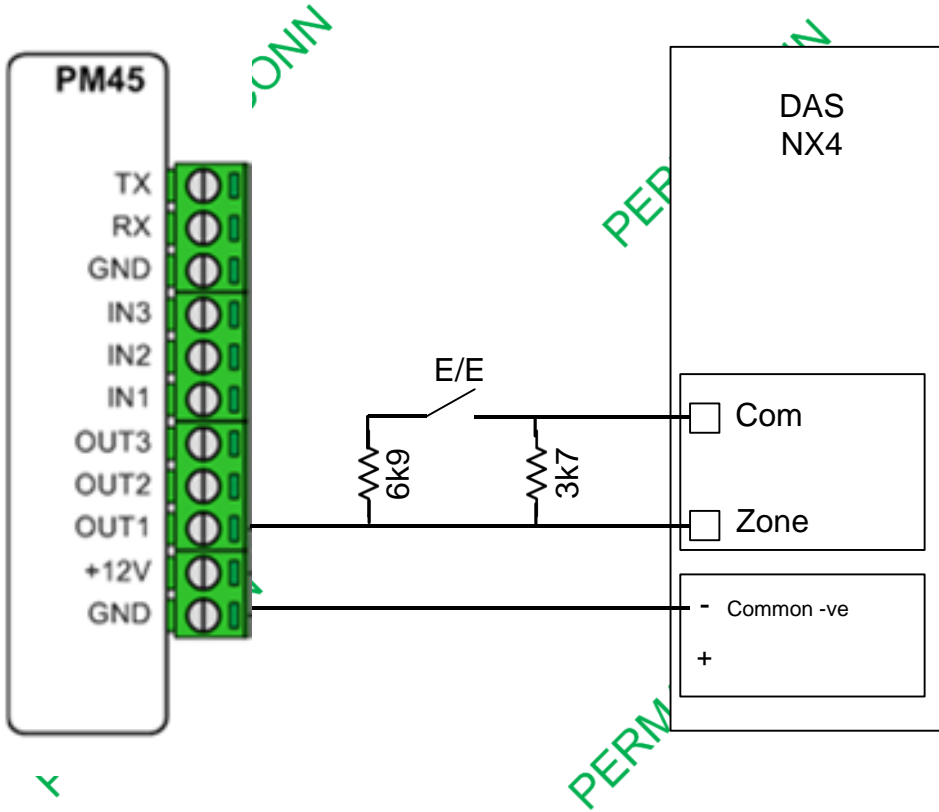 PM45
TX
RX
GND
IN3
IN2
IN1
OUT3
OUT2
OUT1
+12V
GND
E/E
6k9
3k7
DAS
NX4
Com
Zone
- Common -ve
+